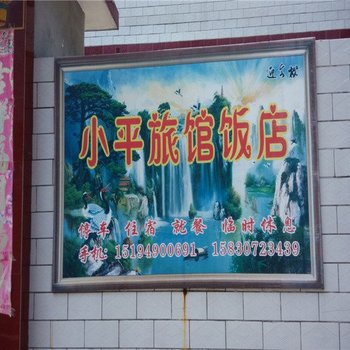 迎客松
小平旅馆饭店
停车 住宿 就餐 临时休息
手机 15194900691 15830723439